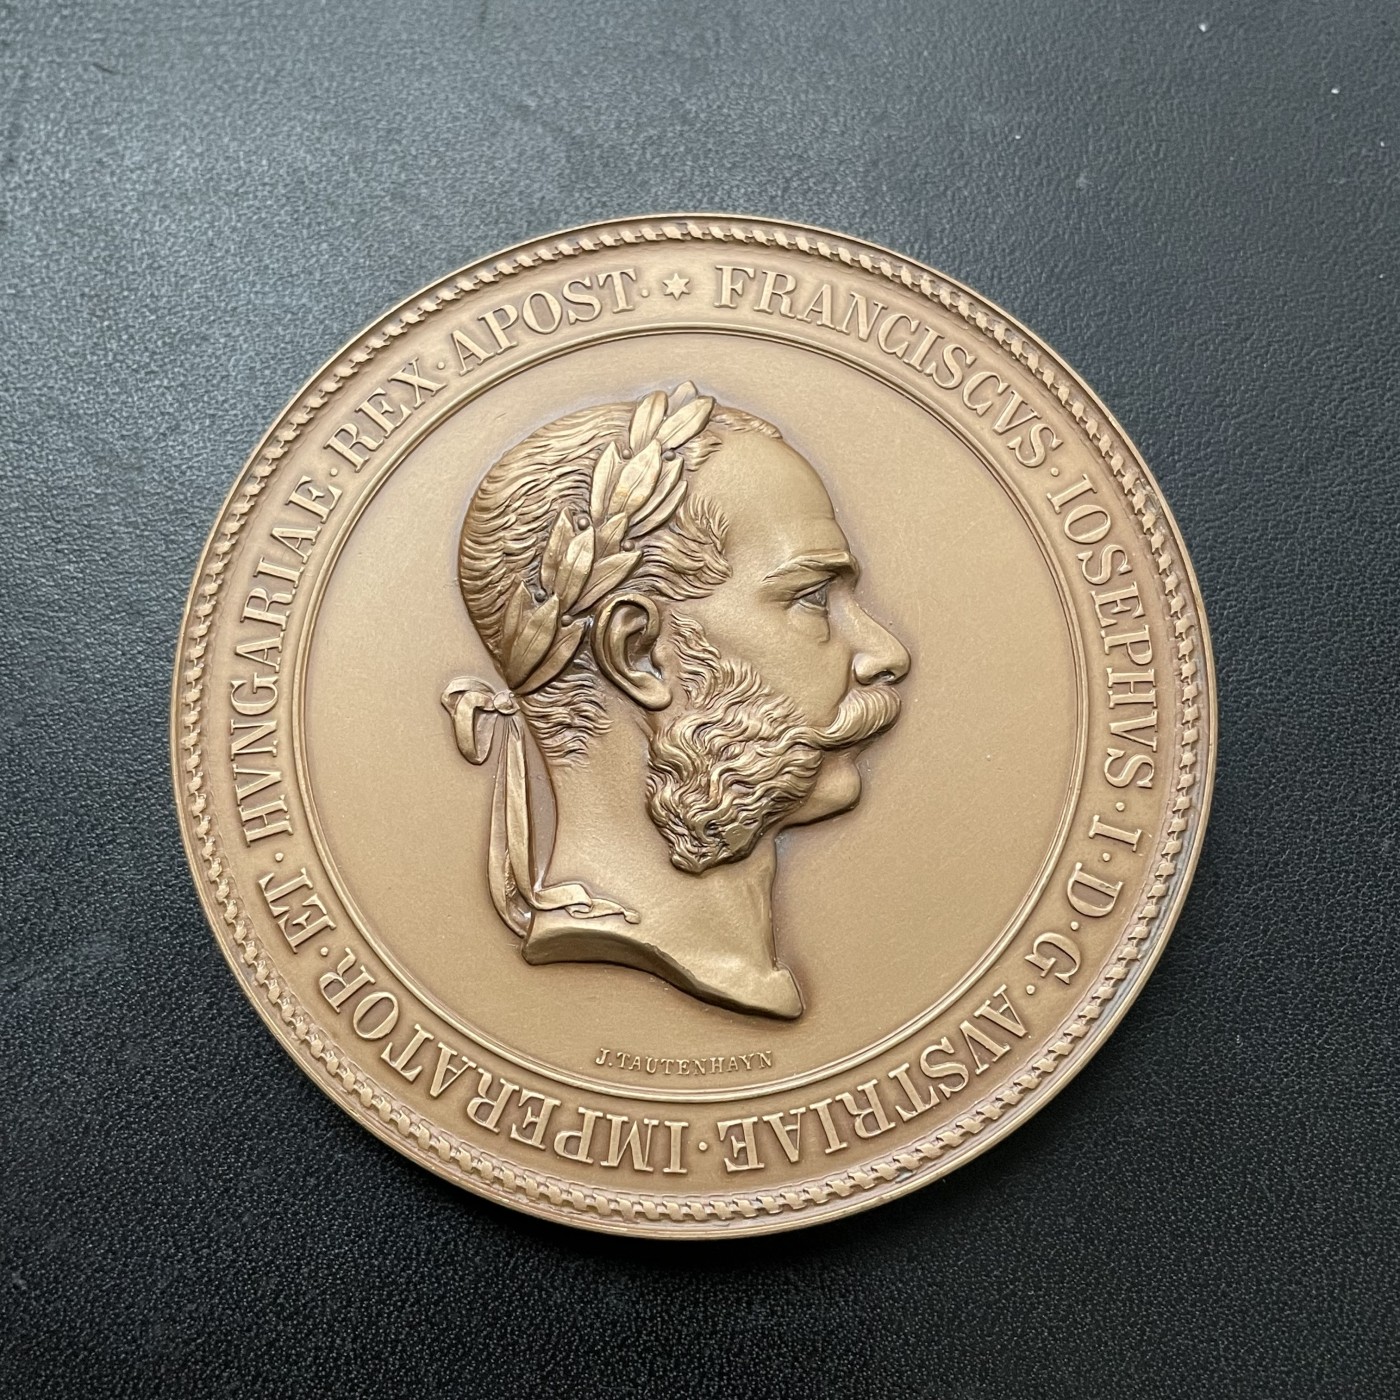 FRANCISCVS · IOSEPHVS · I · D · G · AVSTRIAE · IMPERATOR · ET · HVNGARIAE · REX · APOST ·
J. TAUTENHAYN